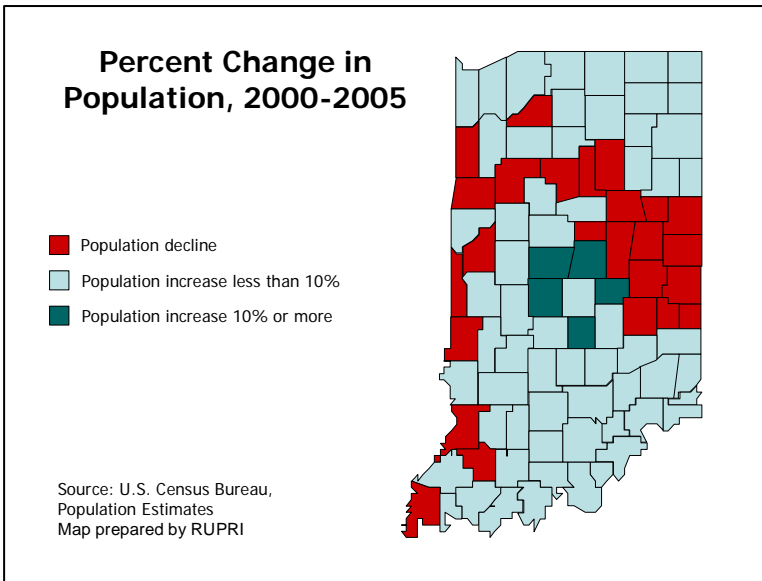 Percent Change in
Population, 2000-2005
Population decline
Population increase less than 10%
Population increase 10% or more
Source: U.S. Census Bureau,
Population Estimates
Map prepared by RUPRI